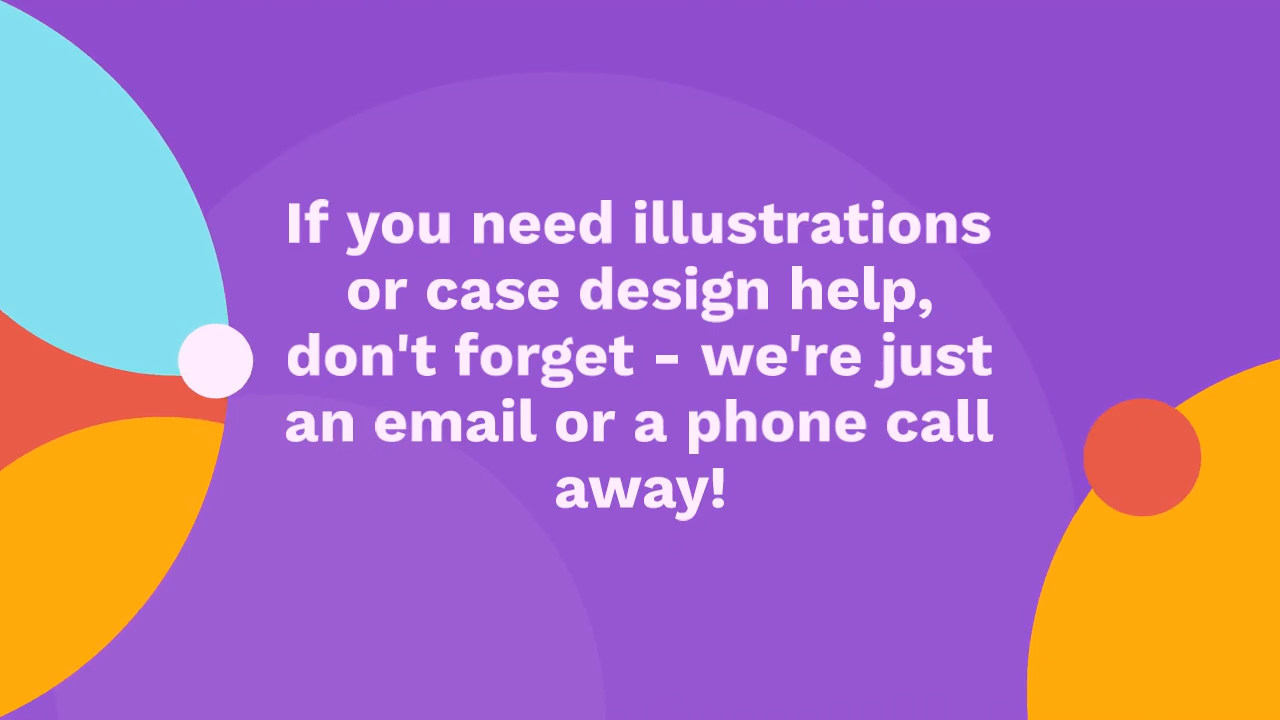 If you need illustrations
or case design help,
don't forget - we're just
an email or a phone call
away!